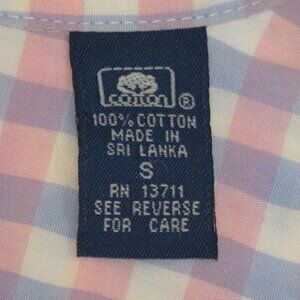 cotton ®
100% COTTON
MADE IN
SRI LANKA
S
RN 13711
SEE REVERSE
FOR CARE